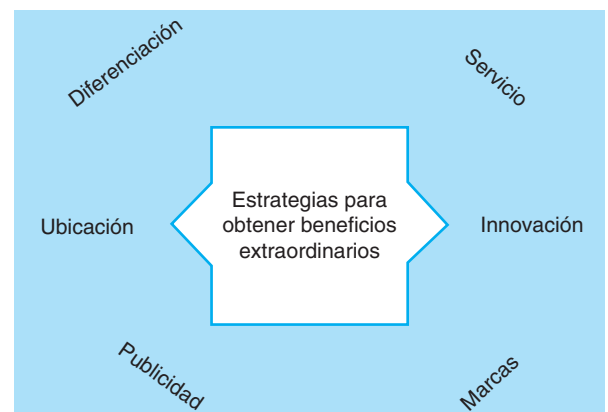 Diferenciación
Servicio
Estrategias para
obtener beneficios
extraordinarios
Ubicación
Innovación
Publicidad
Marcas